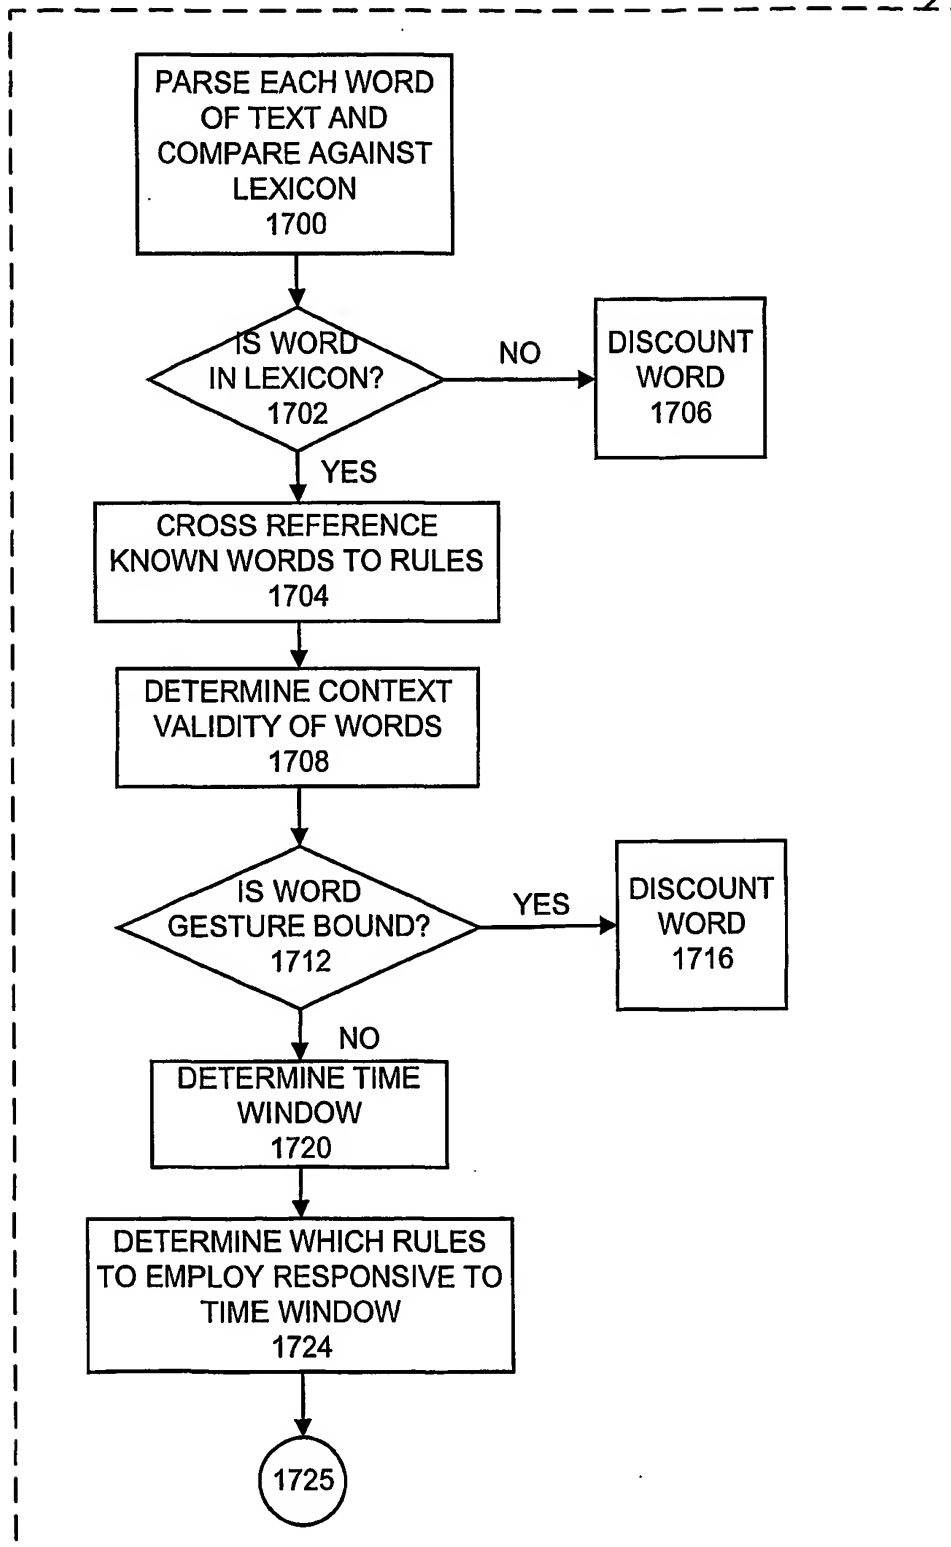 PARSE EACH WORD
OF TEXT AND
COMPARE AGAINST
LEXICON
1700
IS WORD
IN LEXICON?
1702
NO
DISCOUNT
WORD
1706
YES
CROSS REFERENCE
KNOWN WORDS TO RULES
1704
DETERMINE CONTEXT
VALIDITY OF WORDS
1708
IS WORD
GESTURE BOUND?
1712
YES
DISCOUNT
WORD
1716
NO
DETERMINE TIME
WINDOW
1720
DETERMINE WHICH RULES
TO EMPLOY RESPONSIVE TO
TIME WINDOW
1724
1725